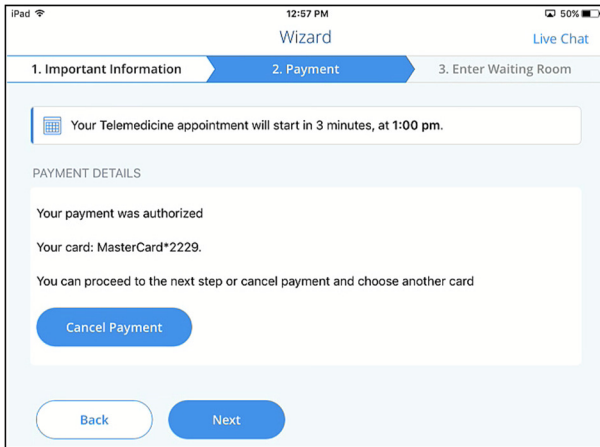 iPad 12:57 PM 50%
Wizard
Live Chat
1. Important Information 2. Payment 3. Enter Waiting Room
Your Telemedicine appointment will start in 3 minutes, at 1:00 pm.
PAYMENT DETAILS
Your payment was authorized
Your card: MasterCard*2229.
You can proceed to the next step or cancel payment and choose another card
Cancel Payment
Back Next